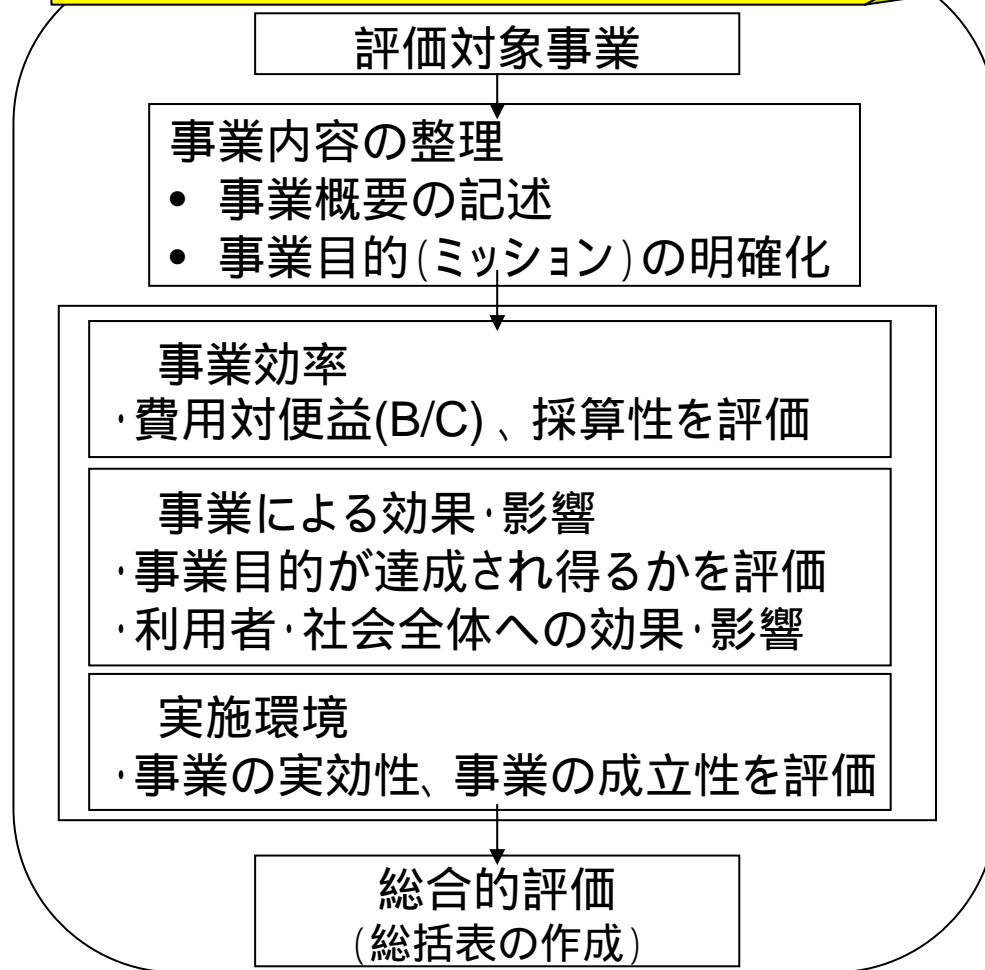 評価対象事業
事業内容の整理
• 事業概要の記述
• 事業目的(ミッション)の明確化
事業効率
・費用対便益(B/C)、採算性を評価
事業による効果・影響
・事業目的が達成され得るかを評価
・利用者・社会全体への効果・影響
実施環境
・事業の実効性、事業の成立性を評価
総合的評価
(総括表の作成)